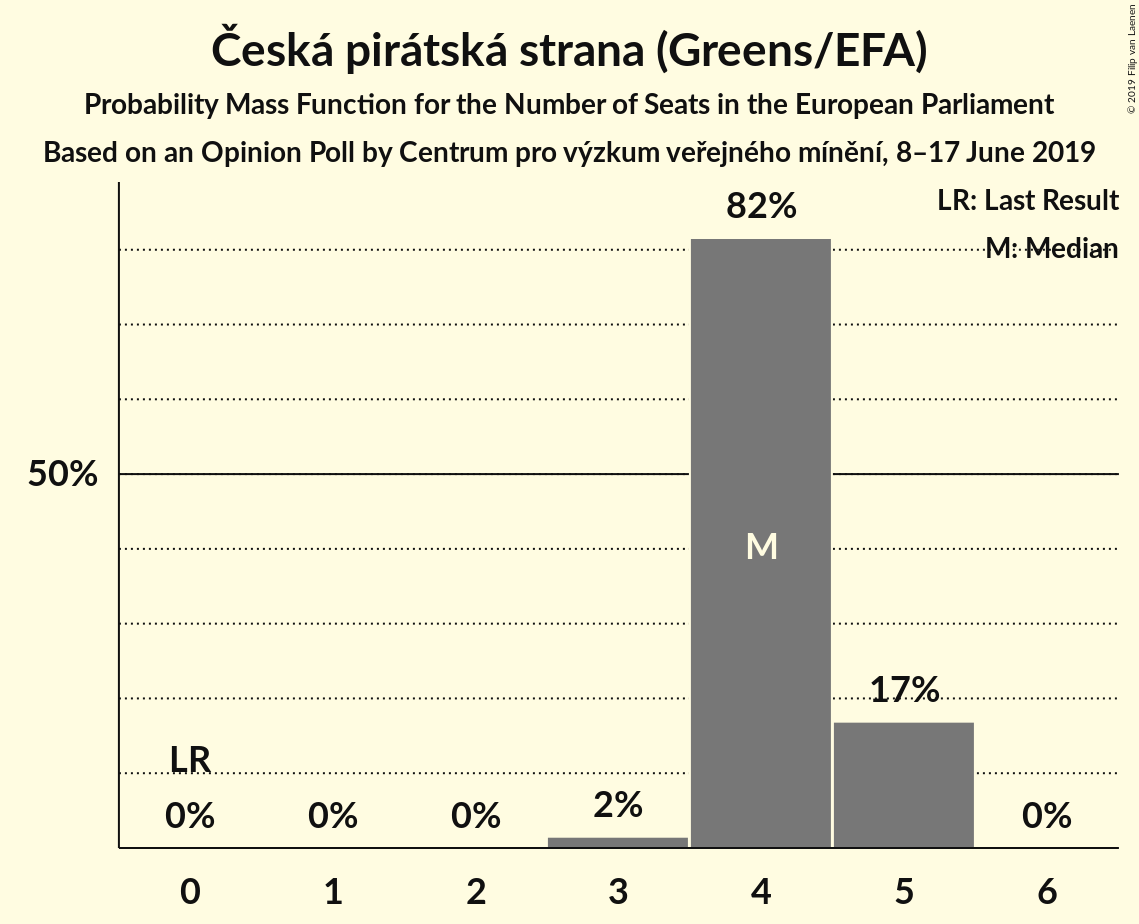 Česká pirátská strana (Greens/EFA)
Probability Mass Function for the Number of Seats in the European Parliament
Based on an Opinion Poll by Centrum pro výzkum veřejného mínění, 8–17 June 2019
© 2019 Filip van Laenen
LR: Last Result
M: Median
82%
50%
M
17%
LR
0%
0%
0%
2%
0%
0
1
2
3
4
5
6